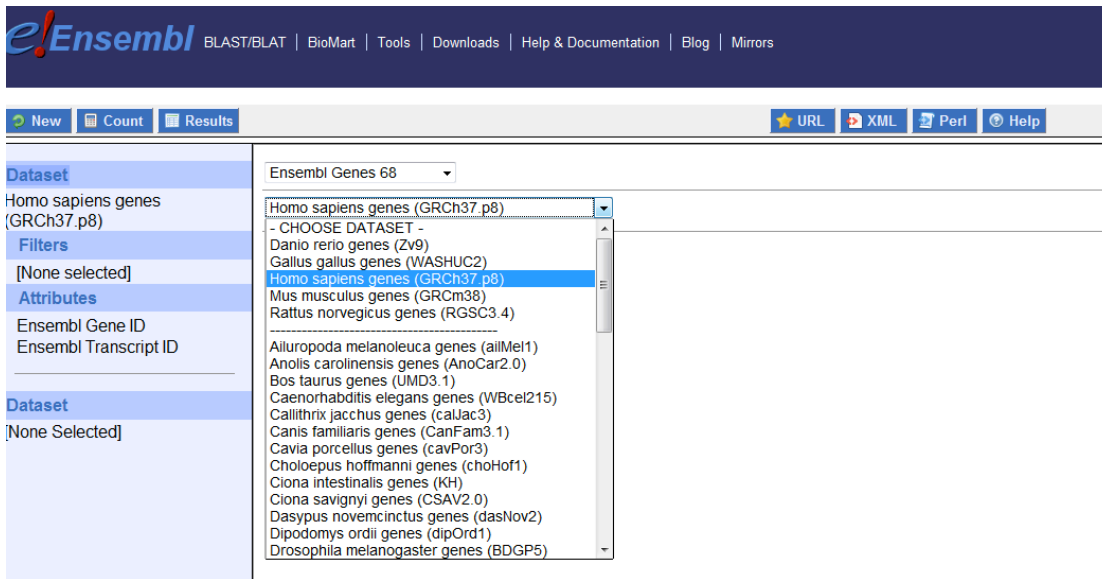 e!Ensembl BLAST/BLAT | BioMart | Tools | Downloads | Help & Documentation | Blog | Mirrors
New Count Results URL XML Perl Help
Dataset
Homo sapiens genes
(GRCh37.p8)
Filters
[None selected]
Attributes
Ensembl Gene ID
Ensembl Transcript ID
Dataset
[None Selected]
Ensembl Genes 68
Homo sapiens genes (GRCh37.p8)
- CHOOSE DATASET -
Danio rerio genes (Zv9)
Gallus gallus genes (WASHUC2)
Homo sapiens genes (GRCh37.p8)
Mus musculus genes (GRCm38)
Rattus norvegicus genes (RGSC3.4)
--------------------------------------------
Ailuropoda melanoleuca genes (ailMel1)
Anolis carolinensis genes (AnoCar2.0)
Bos taurus genes (UMD3.1)
Caenorhabditis elegans genes (WBcel215)
Callithrix jacchus genes (calJac3)
Canis familiaris genes (CanFam3.1)
Cavia porcellus genes (cavPor3)
Choloepus hoffmanni genes (choHof1)
Ciona intestinalis genes (KH)
Ciona savignyi genes (CSAV2.0)
Dasypus novemcinctus genes (dasNov2)
Dipodomys ordii genes (dipOrd1)
Drosophila melanogaster genes (BDGP5)